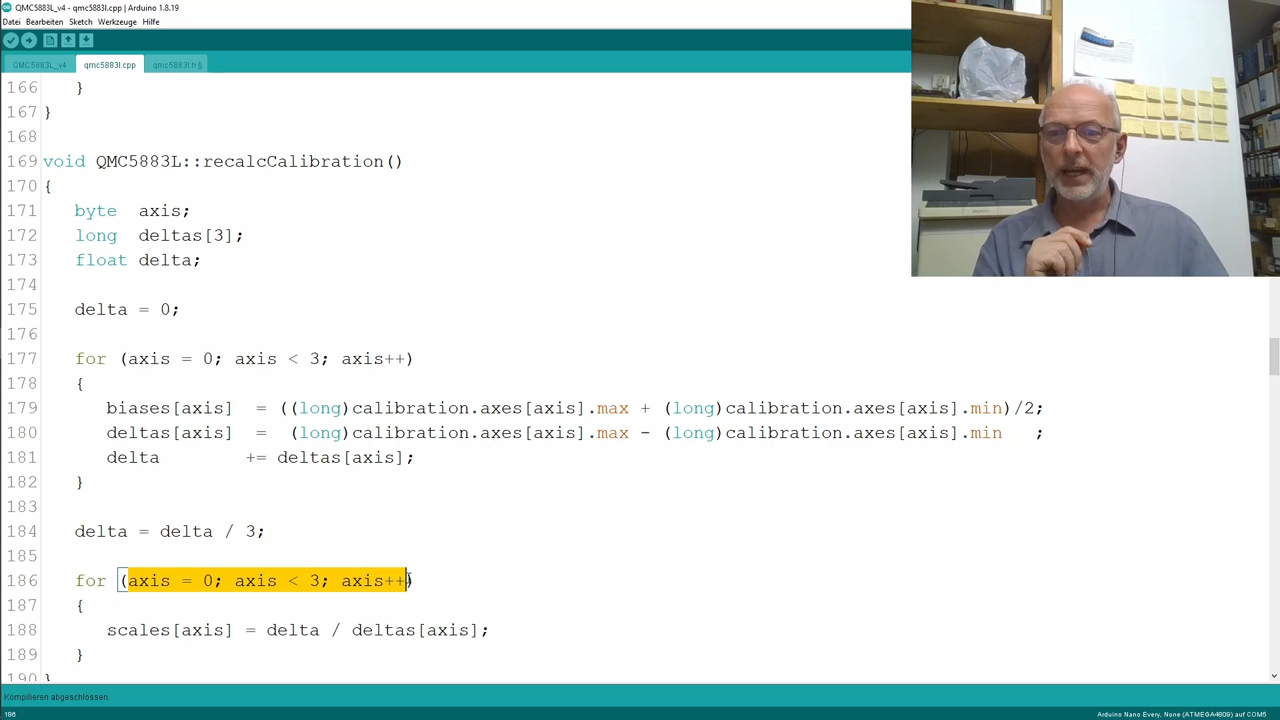 QMC5883L_v4 - qmc5883l.cpp | Arduino 1.8.19
Datei Bearbeiten Sketch Werkzeuge Hilfe
QMC5883L_v4 qmc5883l.cpp qmc5883l.h §
166 }
167 }
168
169 void QMC5883L::recalcCalibration()
170 {
171 byte axis;
172 long deltas[3];
173 float delta;
174
175 delta = 0;
176
177 for (axis = 0; axis < 3; axis++)
178 {
179 biases[axis] = ((long)calibration.axes[axis].max + (long)calibration.axes[axis].min)/2;
180 deltas[axis] = (long)calibration.axes[axis].max - (long)calibration.axes[axis].min ;
181 delta += deltas[axis];
182 }
183
184 delta = delta / 3;
185
186 for (axis = 0; axis < 3; axis++)
187 {
188 scales[axis] = delta / deltas[axis];
189 }
190 }
Kompilieren abgeschlossen
186 Arduino Nano Every, None (ATMEGA4809) auf COM5